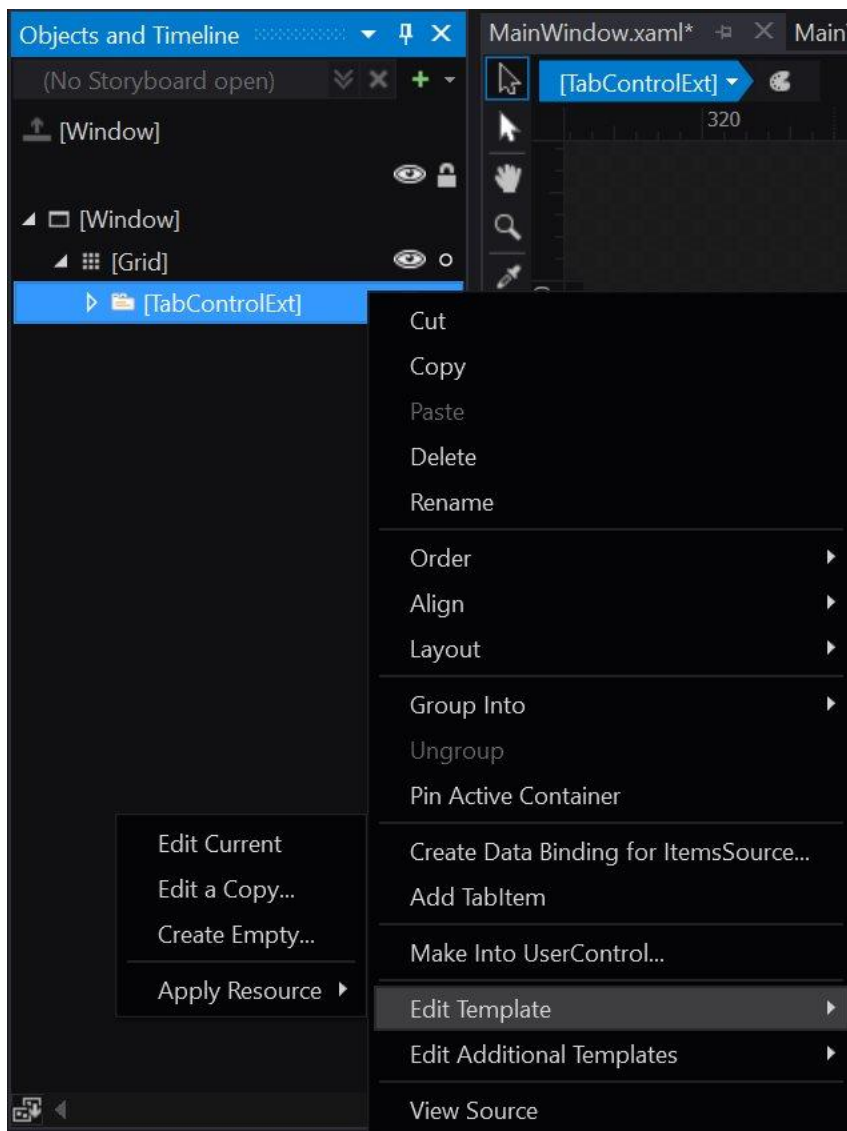 Objects and Timeline
MainWindow.xaml*
Main
(No Storyboard open)
[TabControlExt]
[Window]
320
[Window]
[Grid]
[TabControlExt]
Cut
Copy
Paste
Delete
Rename
Order
Align
Layout
Group Into
Ungroup
Pin Active Container
Create Data Binding for ItemsSource...
Add TabItem
Make Into UserControl...
Edit Template
Edit Additional Templates
View Source
Edit Current
Edit a Copy...
Create Empty...
Apply Resource